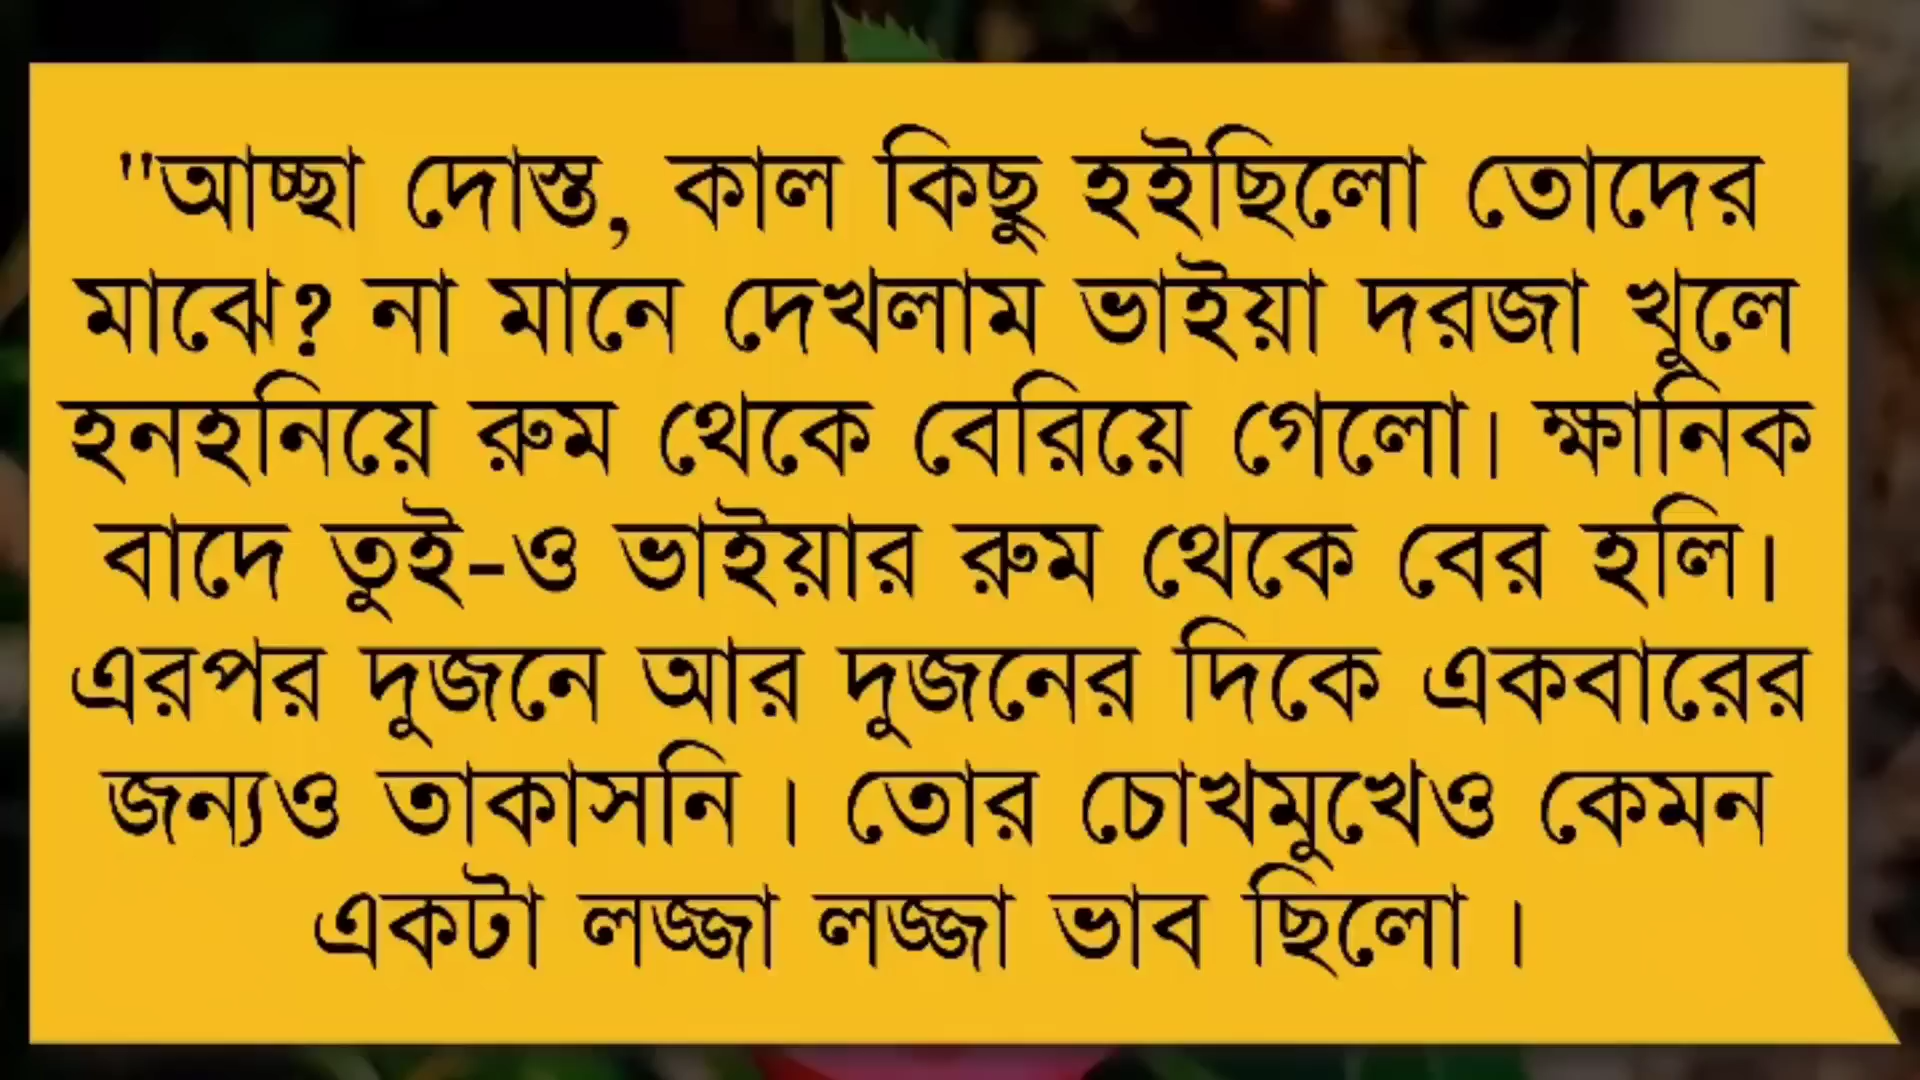 "আচ্ছা দোস্ত, কাল কিছু হইছিলো তোদের
মাঝে? না মানে দেখলাম ভাইয়া দরজা খুলে
হনহনিয়ে রুম থেকে বেরিয়ে গেলো। ক্ষানিক
বাদে তুই-ও ভাইয়ার রুম থেকে বের হলি।
এরপর দুজনে আর দুজনের দিকে একবারের
জন্যও তাকাসনি । তোর চোখমুখেও কেমন
একটা লজ্জা লজ্জা ভাব ছিলো ।